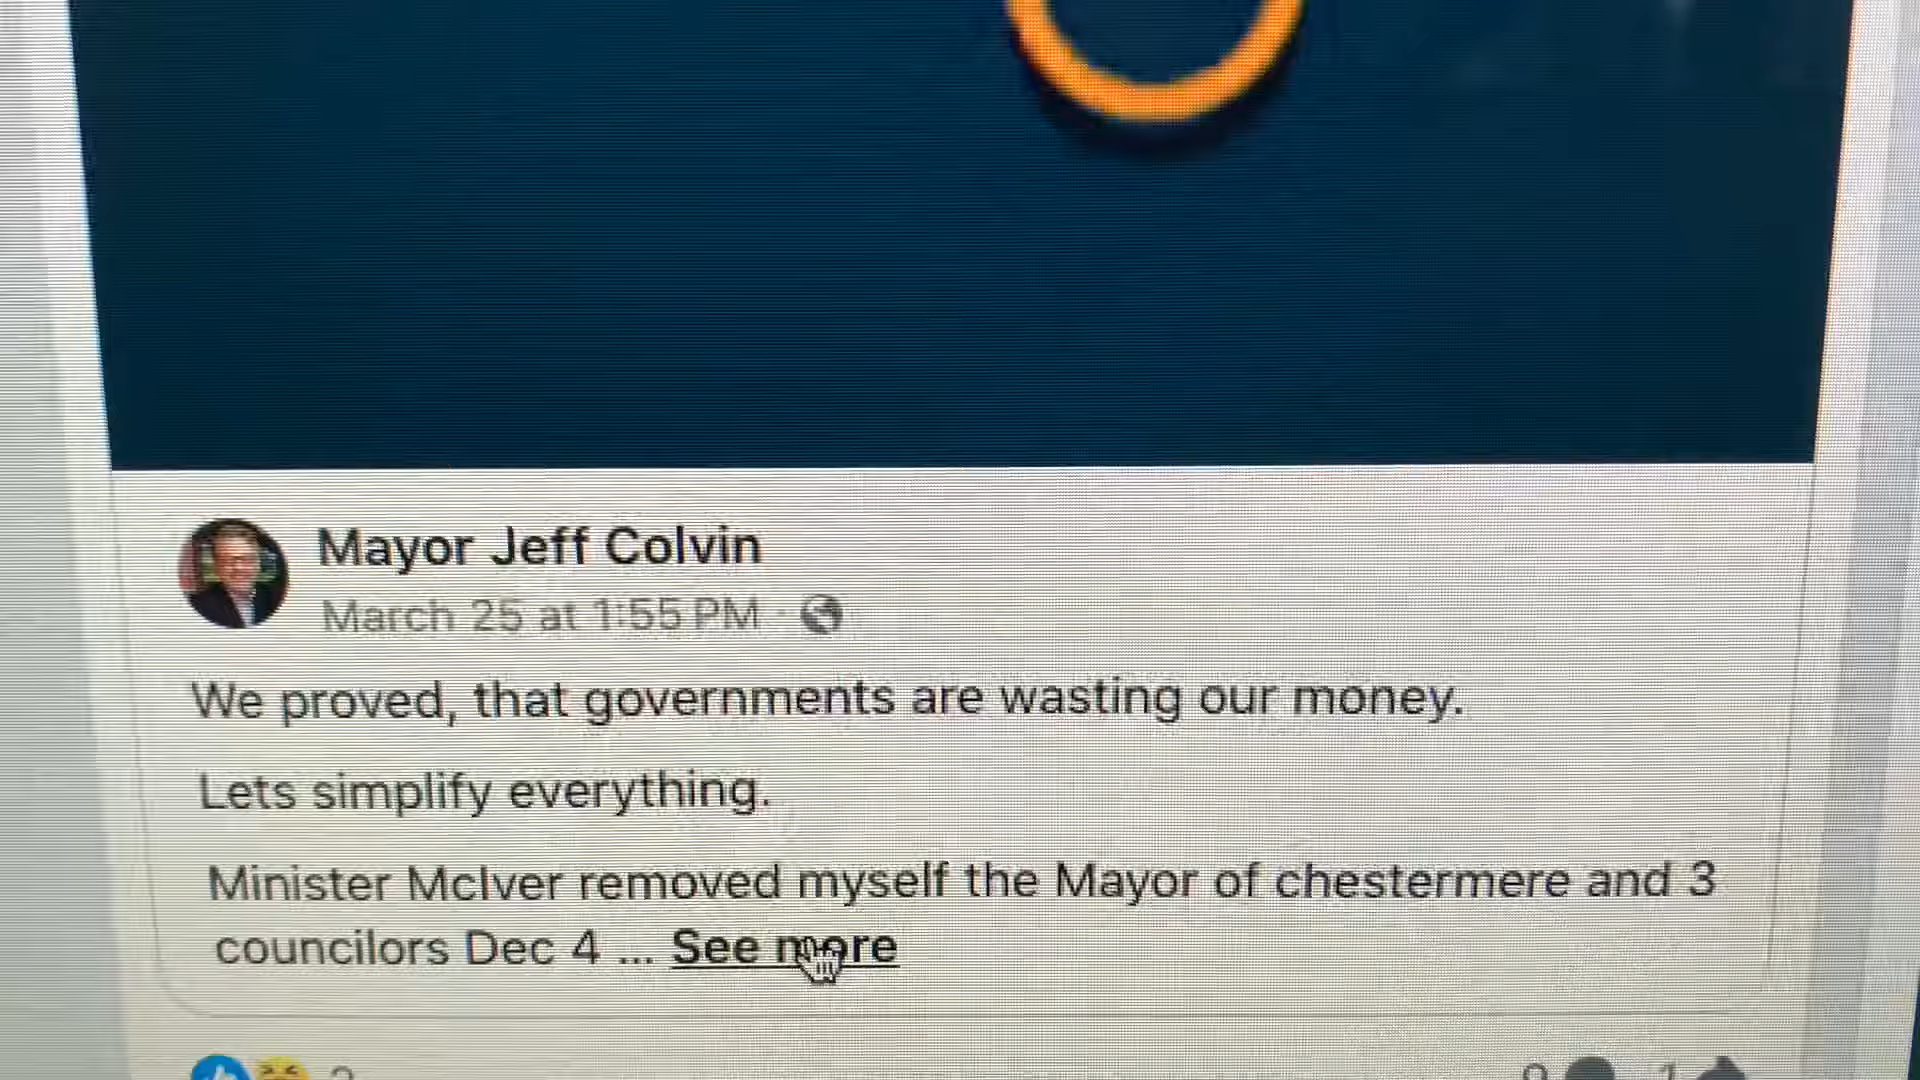 Mayor Jeff Colvin
March 25 at 1:55 PM ·
We proved, that governments are wasting our money.
Lets simplify everything.
Minister McIver removed myself the Mayor of chestermere and 3
councilors Dec 4 ... See more